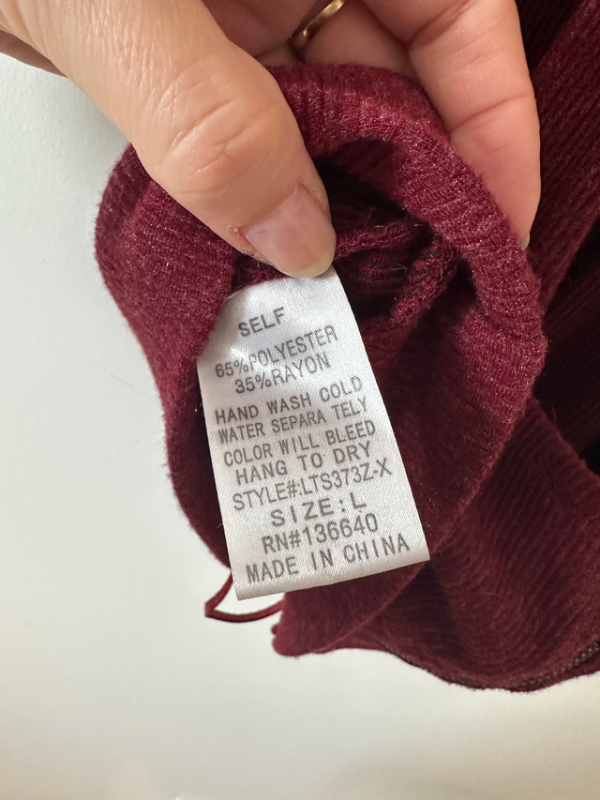 SELF
65%POLYESTER
35%RAYON
HAND WASH COLD
WATER SEPARA TELY
COLOR WILL BLEED
HANG TO DRY
STYLE#:LTS373Z-X
SIZE:L
RN#136640
MADE IN CHINA